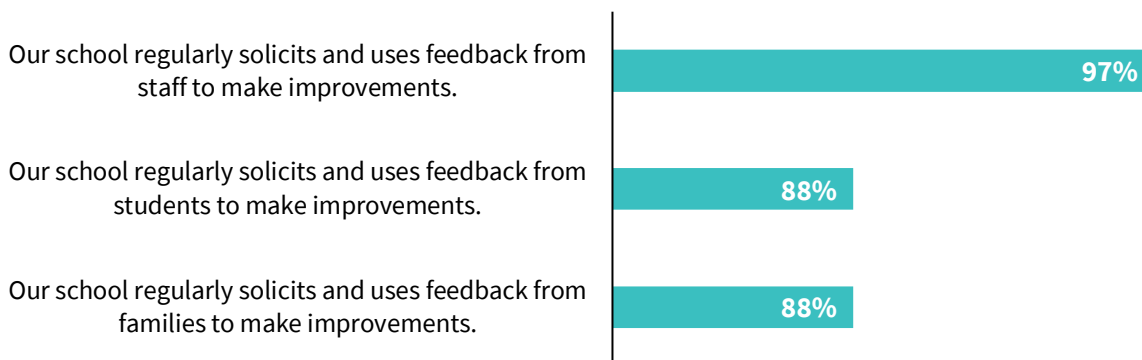 Our school regularly solicits and uses feedback from
staff to make improvements.
97%
Our school regularly solicits and uses feedback from
students to make improvements.
88%
Our school regularly solicits and uses feedback from
families to make improvements.
88%